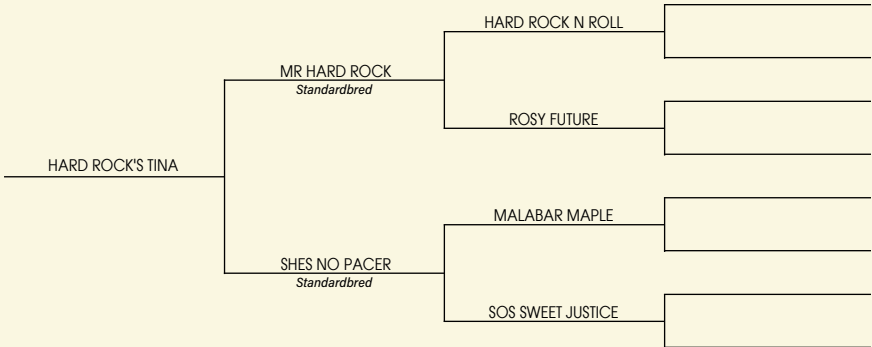 HARD ROCK N ROLL
MR HARD ROCK
Standardbred
ROSY FUTURE
HARD ROCK'S TINA
MALABAR MAPLE
SHES NO PACER
Standardbred
SOS SWEET JUSTICE